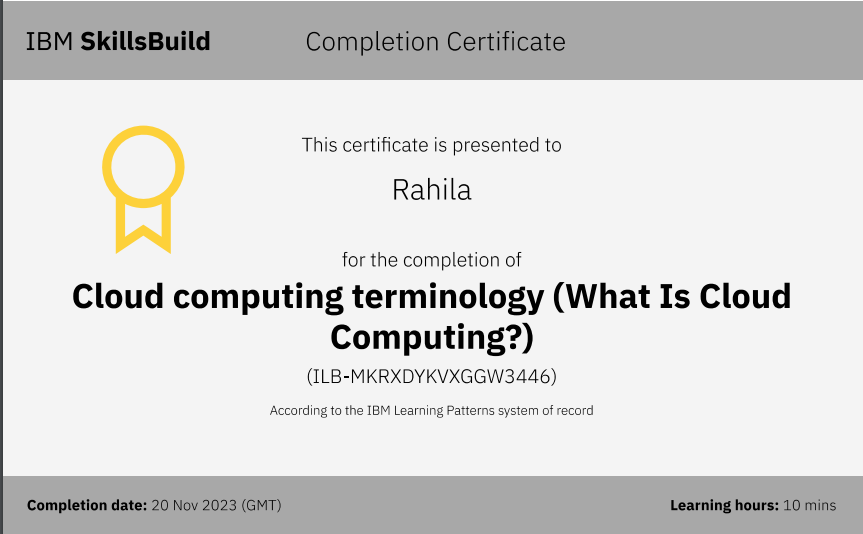 IBM SkillsBuild Completion Certificate
This certificate is presented to
Rahila
for the completion of
Cloud computing terminology (What Is Cloud
Computing?)
(ILB-MKRXDYKVXGGW3446)
According to the IBM Learning Patterns system of record
Completion date: 20 Nov 2023 (GMT) Learning hours: 10 mins